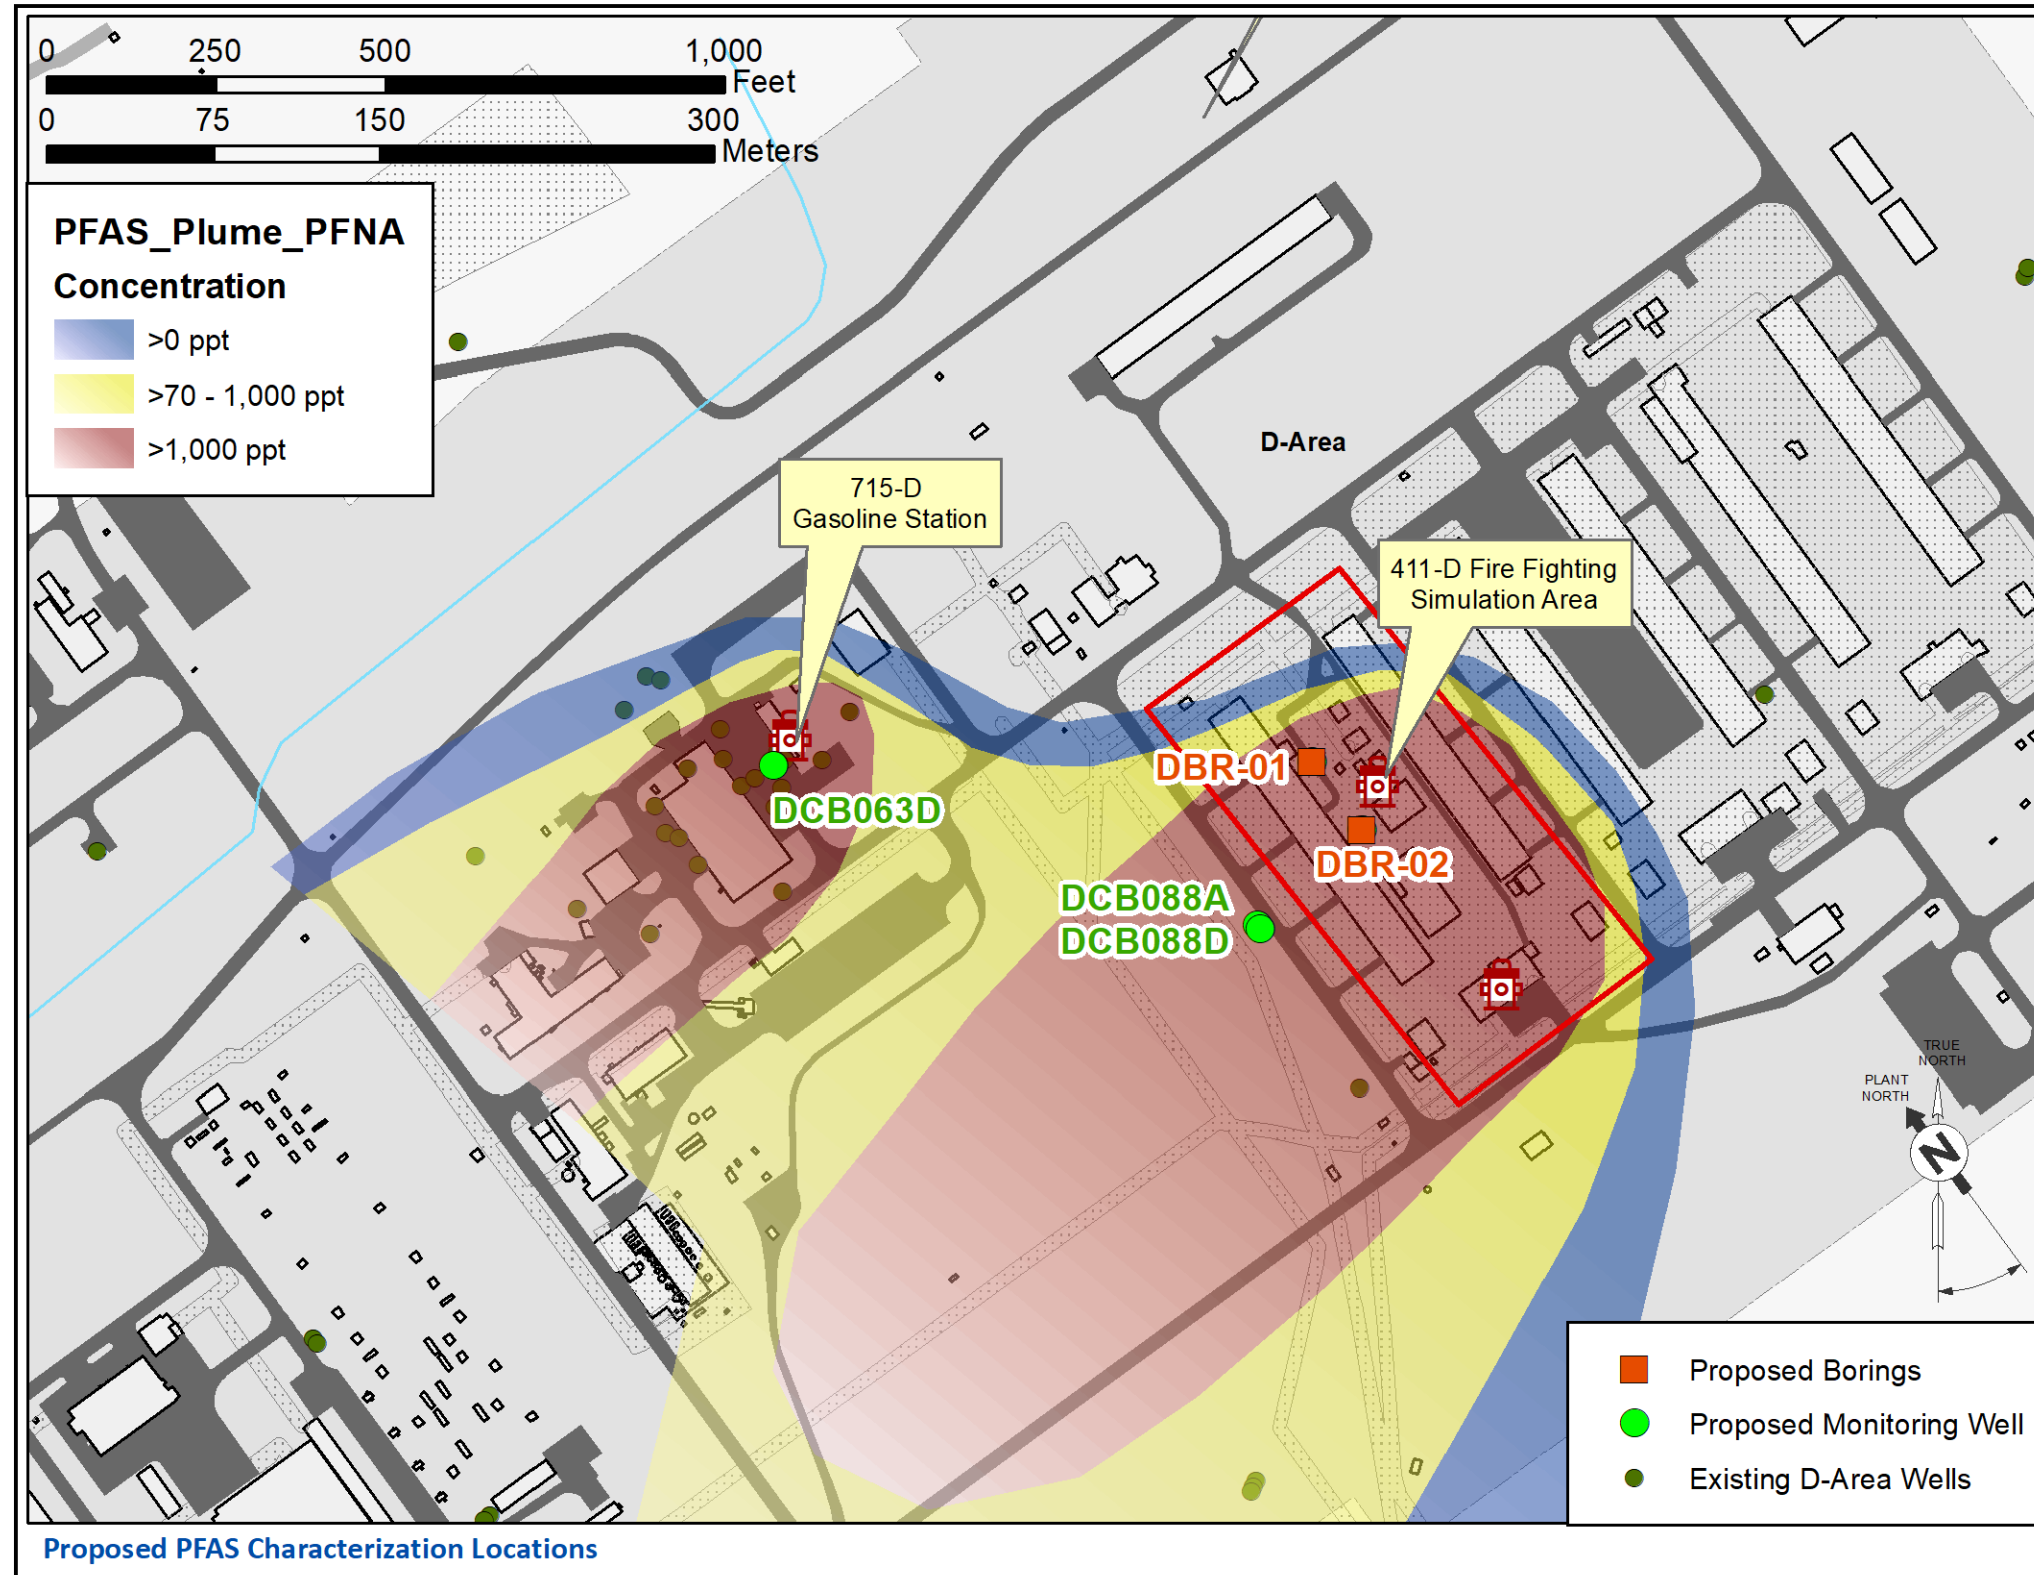 0 250 500 1,000
Feet
0 75 150 300
Meters
PFAS_Plume_PFNA
Concentration
>0 ppt
>70 - 1,000 ppt
>1,000 ppt
D-Area
715-D
Gasoline Station
411-D Fire Fighting
Simulation Area
DBR-01
DCB063D
DBR-02
DCB088A
DCB088D
TRUE
NORTH
PLANT
NORTH
N
Proposed Borings
Proposed Monitoring Well
Existing D-Area Wells
Proposed PFAS Characterization Locations